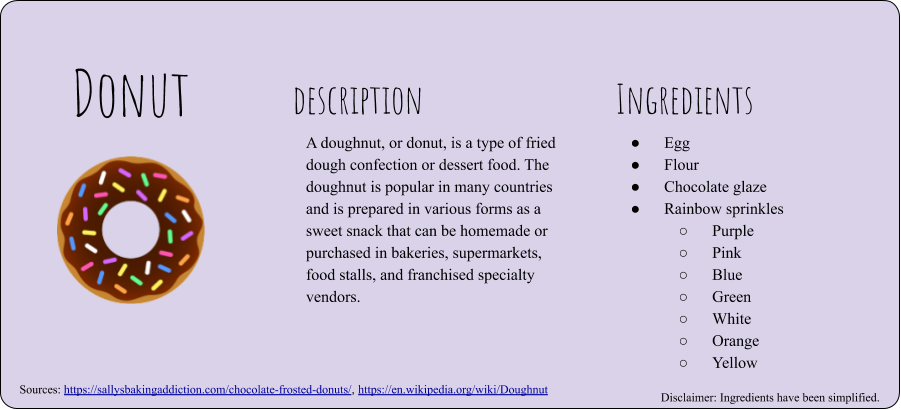 Donut
description
A doughnut, or donut, is a type of fried
dough confection or dessert food. The
doughnut is popular in many countries
and is prepared in various forms as a
sweet snack that can be homemade or
purchased in bakeries, supermarkets,
food stalls, and franchised specialty
vendors.
Ingredients
● Egg
● Flour
● Chocolate glaze
● Rainbow sprinkles
○ Purple
○ Pink
○ Blue
○ Green
○ White
○ Orange
○ Yellow
Sources: https://sallysbakingaddiction.com/chocolate-frosted-donuts/, https://en.wikipedia.org/wiki/Doughnut
Disclaimer: Ingredients have been simplified.